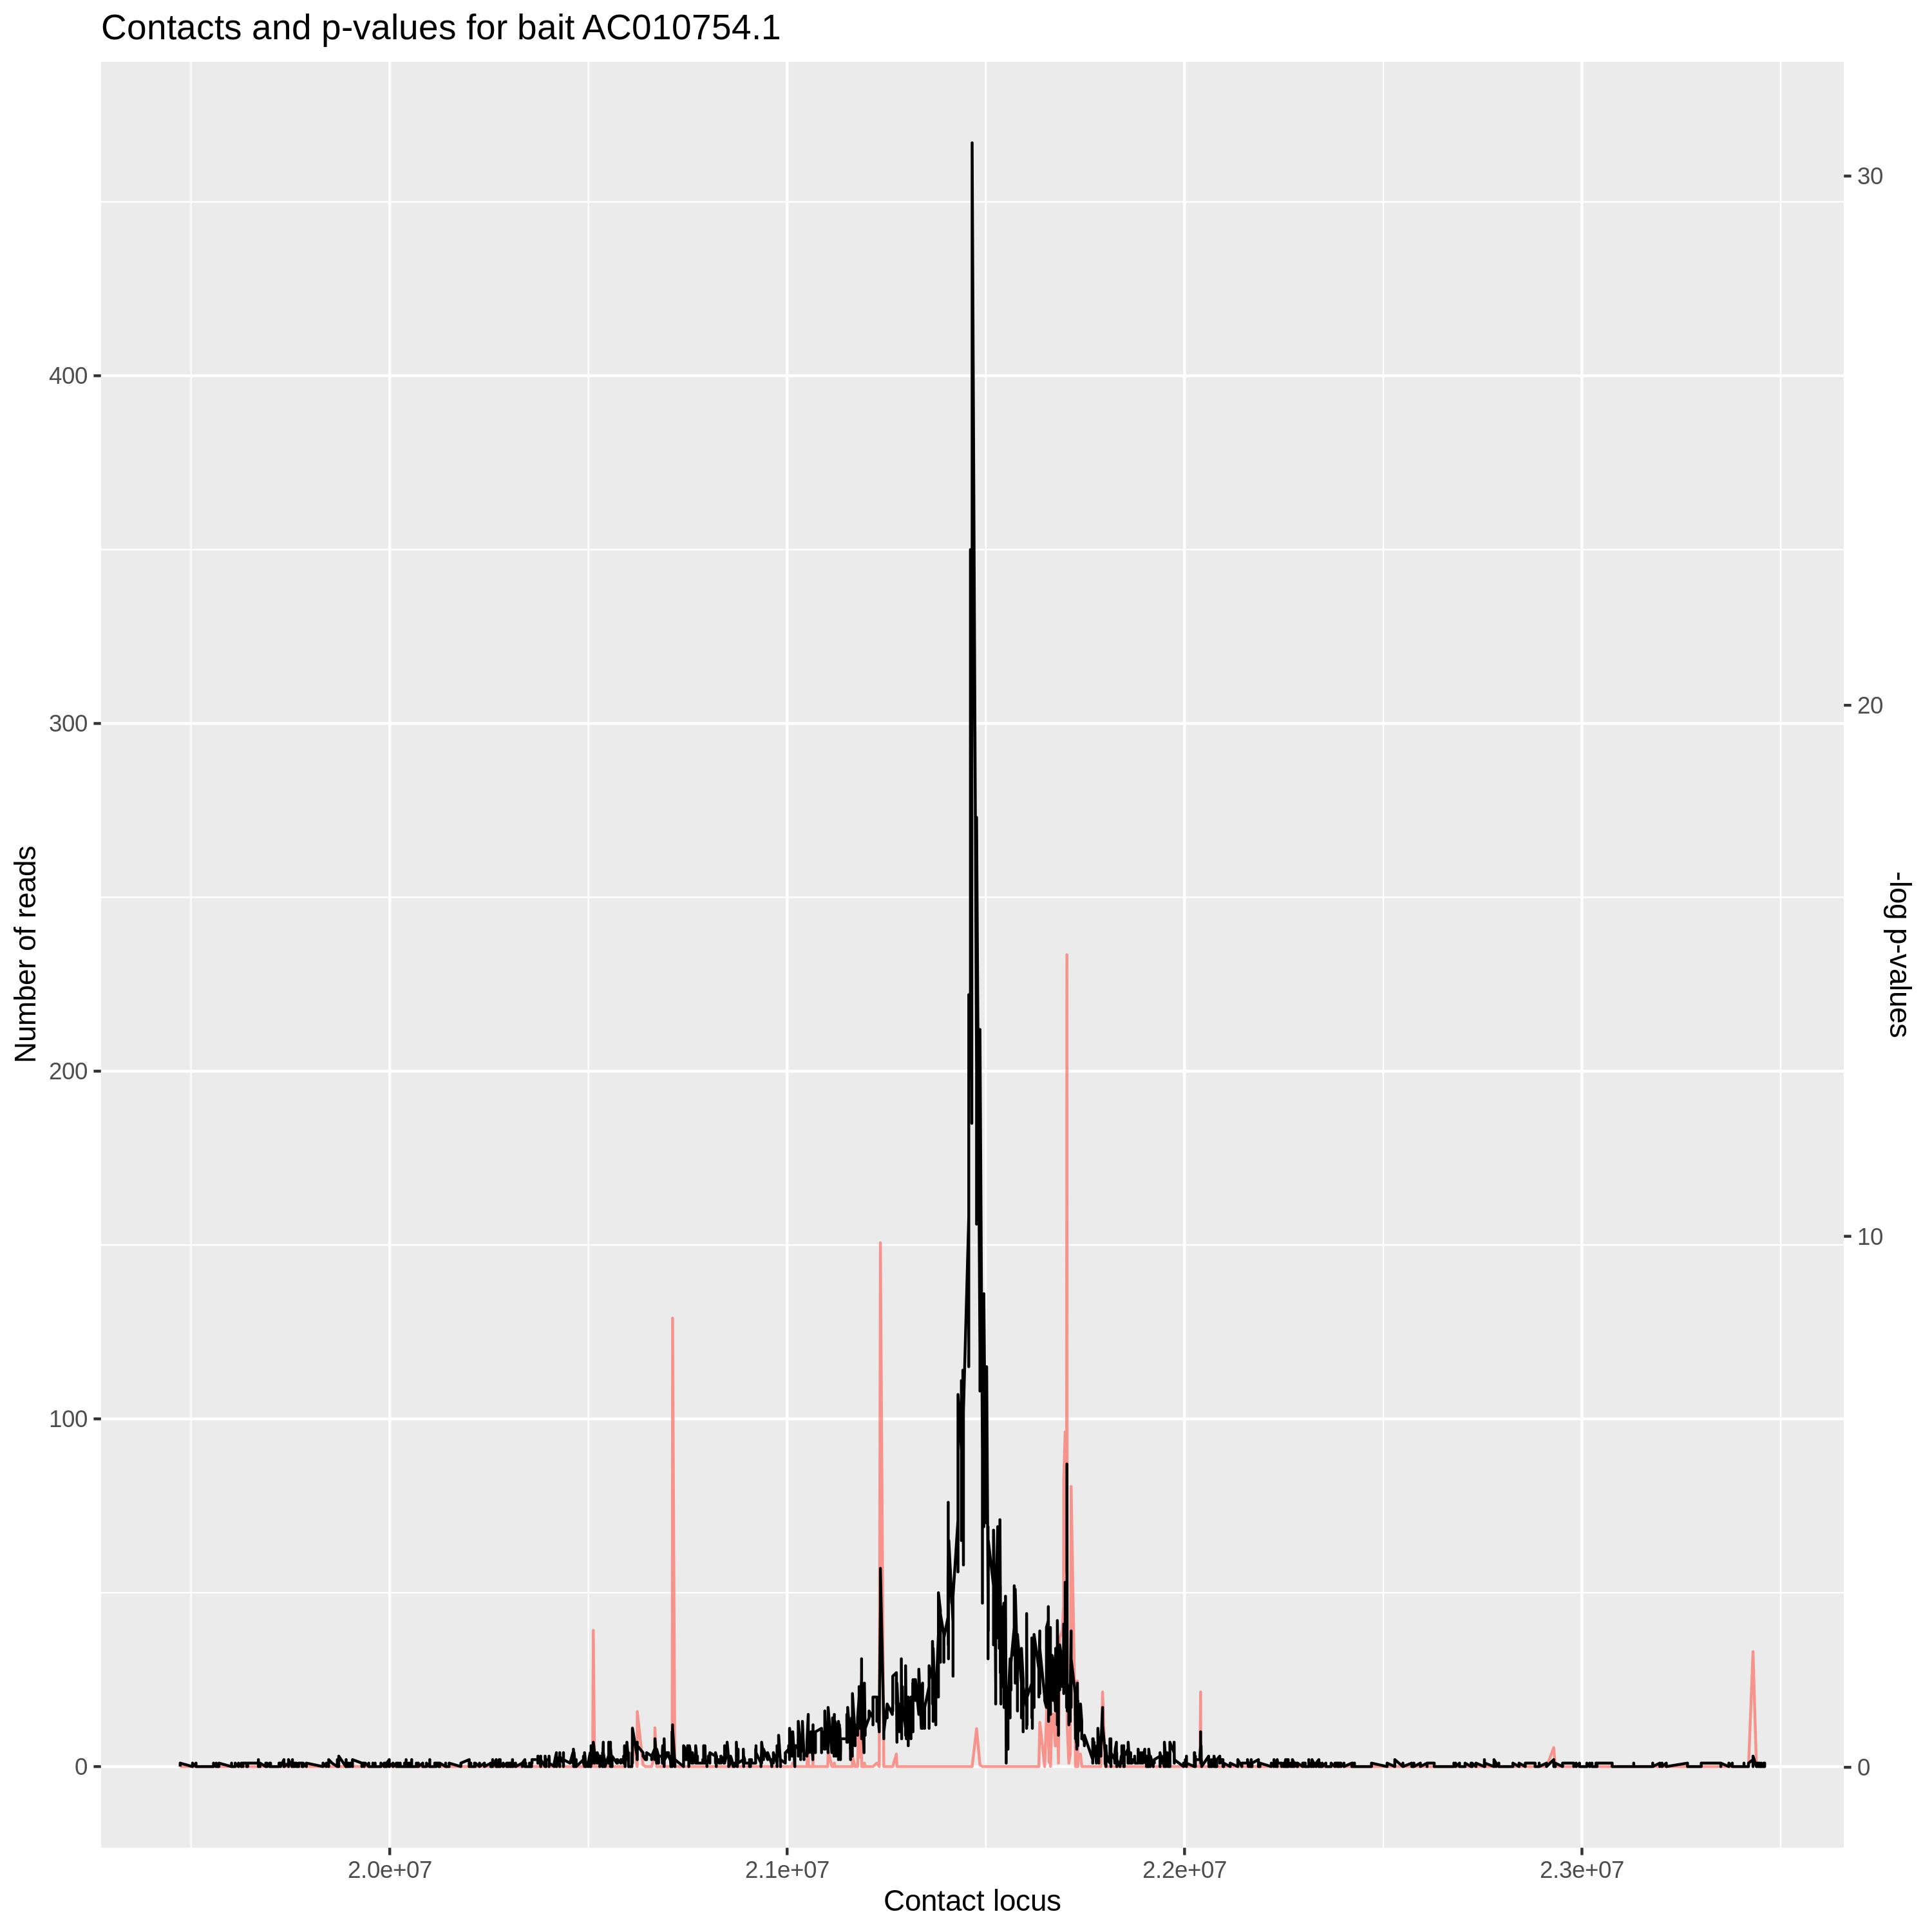 Contacts and p-values for bait AC010754.1
Number of reads
400
300
200
100
0
30
20
10
0
-log p-values
2.0e+07
2.1e+07
2.2e+07
2.3e+07
Contact locus